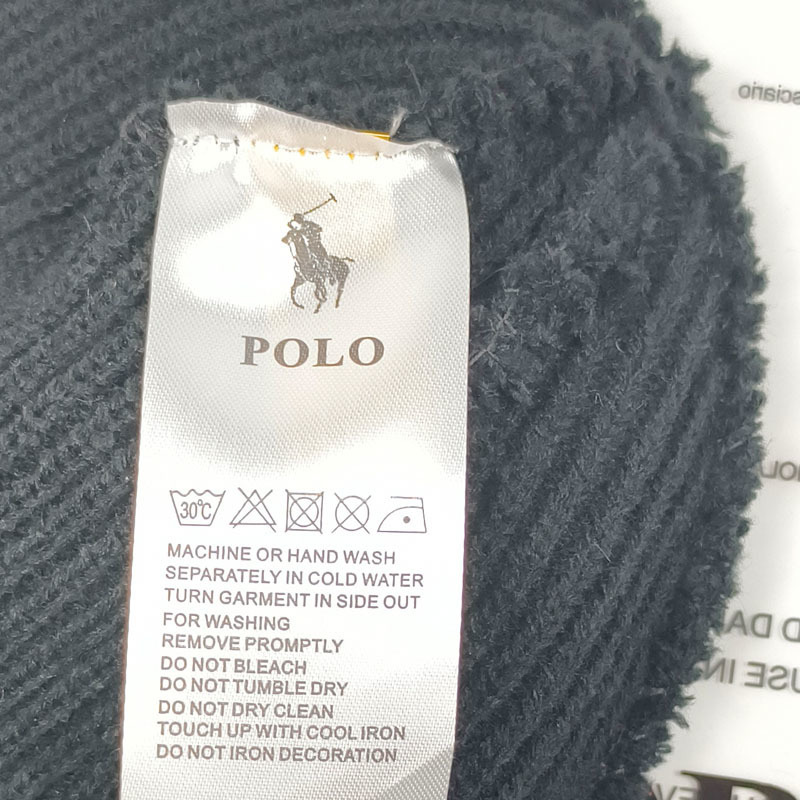 POLO
30°C
MACHINE OR HAND WASH
SEPARATELY IN COLD WATER
TURN GARMENT IN SIDE OUT
FOR WASHING
REMOVE PROMPTLY
DO NOT BLEACH
DO NOT TUMBLE DRY
DO NOT DRY CLEAN
TOUCH UP WITH COOL IRON
DO NOT IRON DECORATION